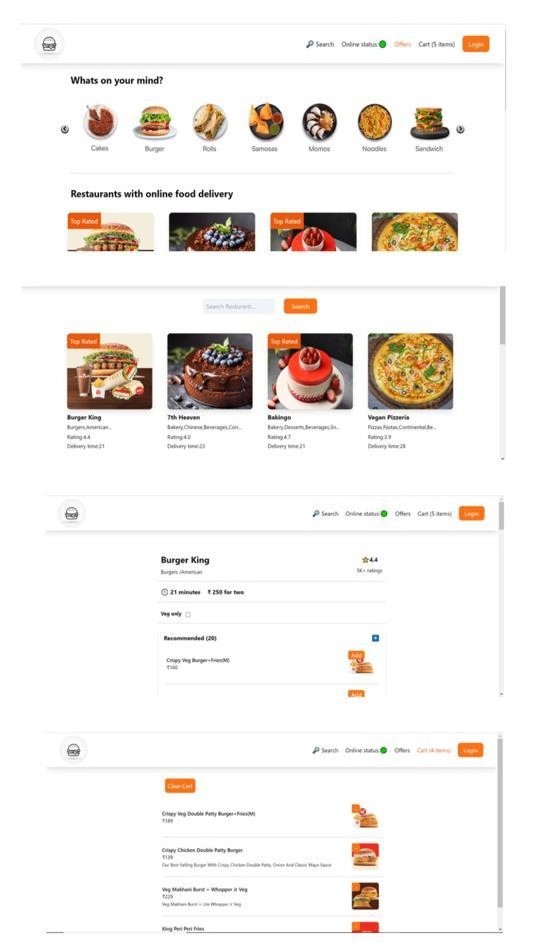 Search Online status: Offers Cart (5 items) Login
Whats on your mind?
Cakes Burger Rolls Samosas Momos Noodles Sandwich
Restaurants with online food delivery
Top Rated Top Rated
Search Resturant... Search
Top Rated Top Rated
Burger King 7th Heaven Bakingo Vegan Pizzeria
Burgers,American... Bakery,Chinese,Beverages,Con... Bakery,Desserts,Beverages,Sn... Pizzas,Pastas,Continental,Be...
Rating:4.4 Rating:4.0 Rating:4.7 Rating:3.9
Delivery time:21 Delivery time:23 Delivery time:21 Delivery time:28
Search Online status: Offers Cart (5 items) Login
Burger King 4.4
Burgers /American 5K+ ratings
21 minutes ₹ 250 for two
Veg only
Recommended (20)
Add
Crispy Veg Burger+Fries(M)
₹160
Add
Search Online status: Offers Cart (4 items) Login
Clear Cart
Crispy Veg Double Patty Burger+Fries(M)
₹189
Crispy Chicken Double Patty Burger
₹139
Our Best-Selling Burger With Crispy Chicken Double Patty, Onion And Classic Mayo Sauce
Veg Makhani Burst + Whopper Jr Veg
₹229
Veg Makhani Burst + Lite Whopper Jr Veg
King Peri Peri Fries